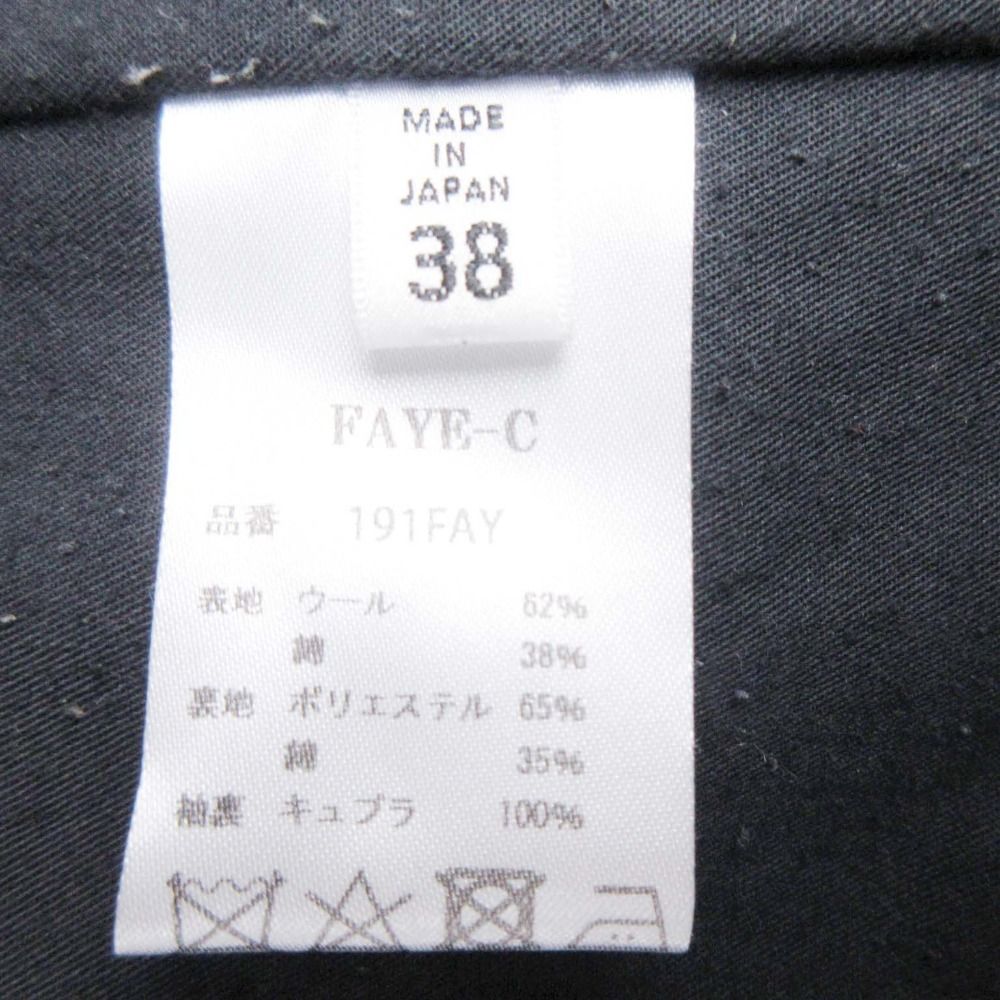 MADE
IN
JAPAN
38
FAYE-C
品番 191FAY
表地 ウール 62%
綿 38%
裏地 ポリエステル 65%
綿 35%
袖裏 キュプラ 100%